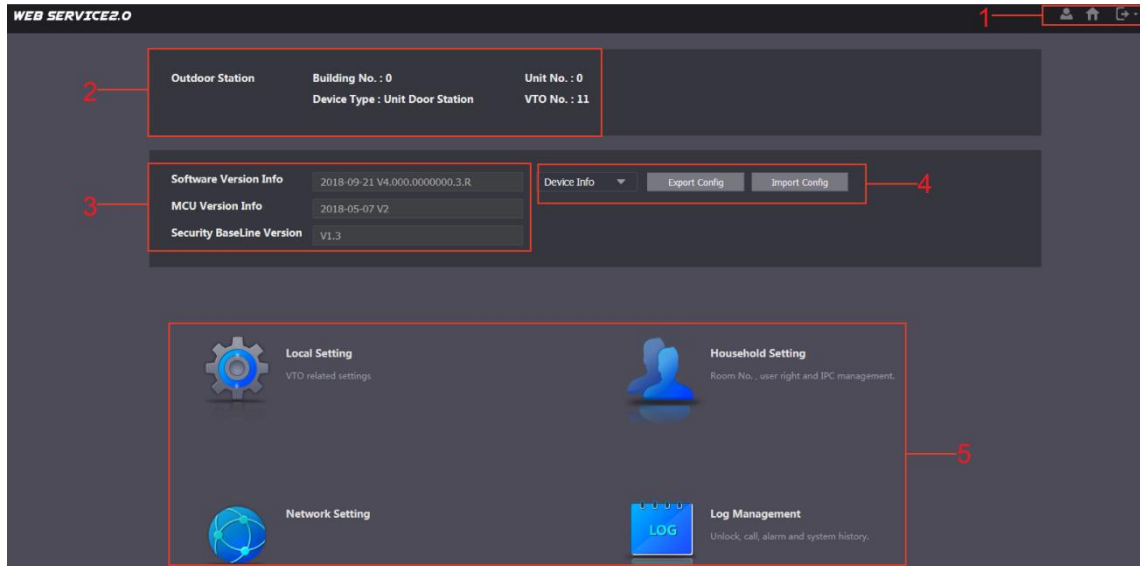 WEB SERVICE2.0
1
2
Outdoor Station Building No. : 0 Unit No. : 0
Device Type : Unit Door Station VTO No. : 11
3
Software Version Info 2018-09-21 V4.000.0000000.3.R Device Info Export Config Import Config
4
MCU Version Info 2018-05-07 V2
Security BaseLine Version V1.3
Local Setting
VTO related settings
Household Setting
Room No. , user right and IPC management.
5
Network Setting
LOG
Log Management
Unlock, call, alarm and system history.